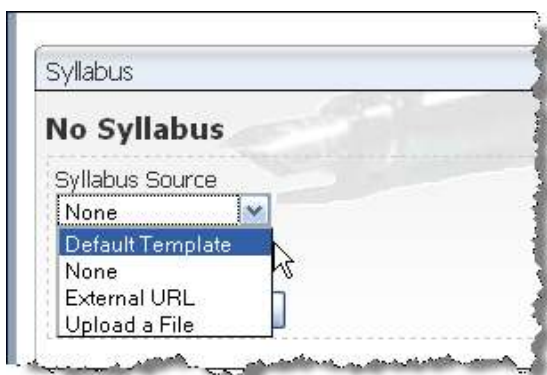 Syllabus
No Syllabus
Syllabus Source
None
Default Template
None
External URL
Upload a File